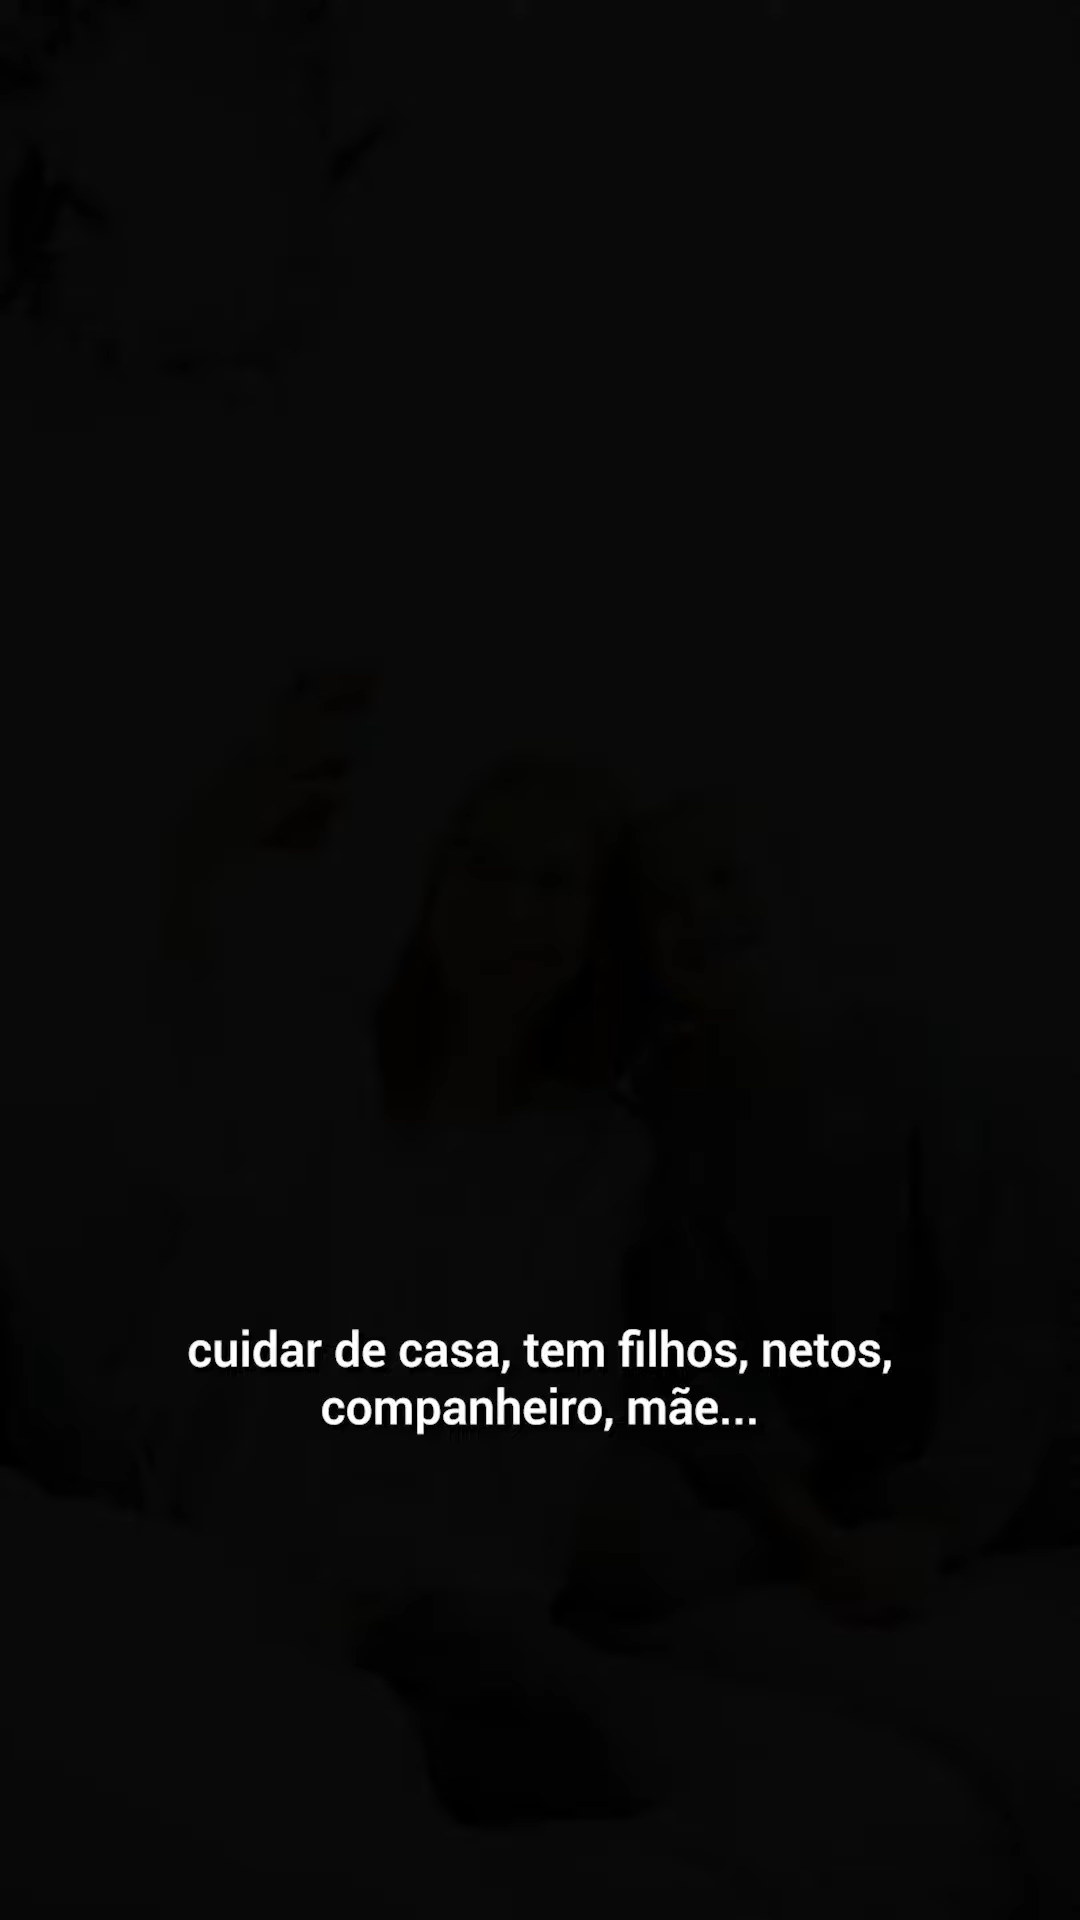 cuidar de casa, tem filhos, netos,
companheiro, mãe...